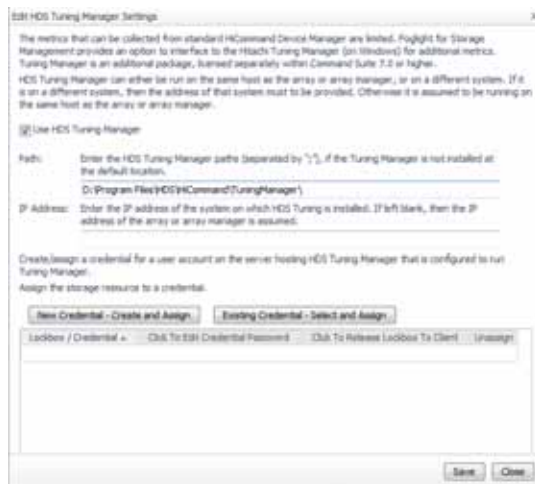 Edit HDS Tuning Manager Settings
x
The metrics that can be collected from standard HiCommand Device Manager are limited. Foglight for Storage
Management provides an option to interface to the Hitachi Tuning Manager (on Windows) for additional metrics.
Tuning Manager is an additional package, licensed separately within Command Suite 7.0 or higher.
HDS Tuning Manager can either be run on the same host as the array or array manager, or on a different system. If it
is on a different system, then the address of that system must to be provided. Otherwise it is assumed to be running on
the same host as the array or array manager.
Use HDS Tuning Manager
Path: Enter the HDS Tuning Manager paths (separated by ";"), if the Tuning Manager is not installed at
the default location.
D:\Program Files\HDS\HiCommand\TuningManager\
IP Address: Enter the IP address of the system on which HDS Tuning is installed. If left blank, then the IP
address of the array or array manager is assumed.
Create/assign a credential for a user account on the server hosting HDS Tuning Manager that is configured to run
Tuning Manager.
Assign the storage resource to a credential.
New Credential - Create and Assign Existing Credential - Select and Assign
Lockbox / Credential Click To Edit Credential Password Click To Release Lockbox To Client Unassign
Save Close